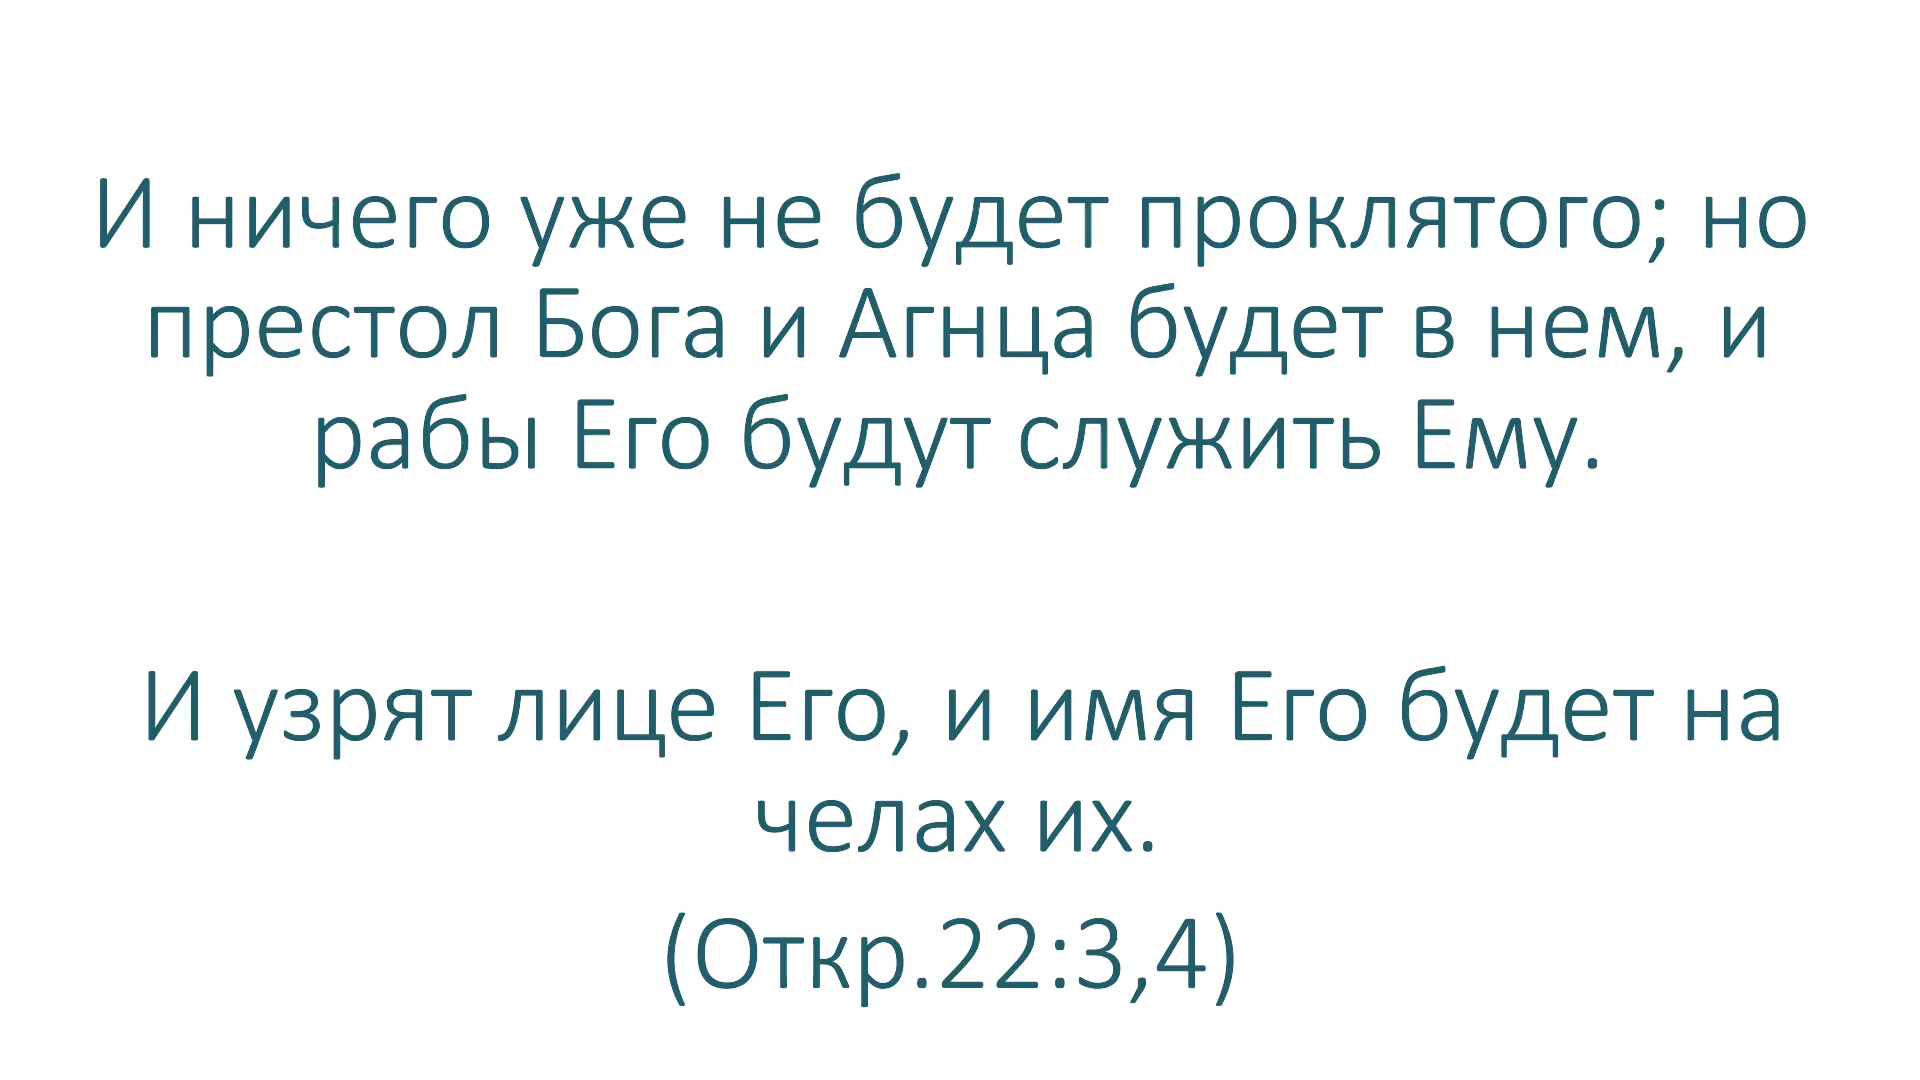 И ничего уже не будет проклятого; но
престол Бога и Агнца будет в нем, и
рабы Его будут служить Ему.
И узрят лице Его, и имя Его будет на
челах их.
(Откр.22:3,4)